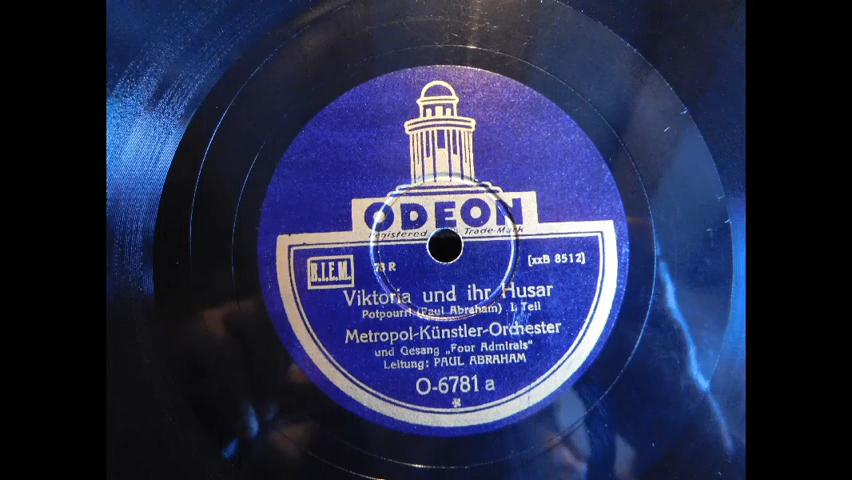 ODEON
Registered Trade-Mark
B.I.E.M. 78 R [xxB 8512]
Viktoria und ihr Husar
Potpourri (Paul Abraham) I. Teil
Metropol-Künstler-Orchester
und Gesang „Four Admirals"
Leitung: PAUL ABRAHAM
O-6781 a